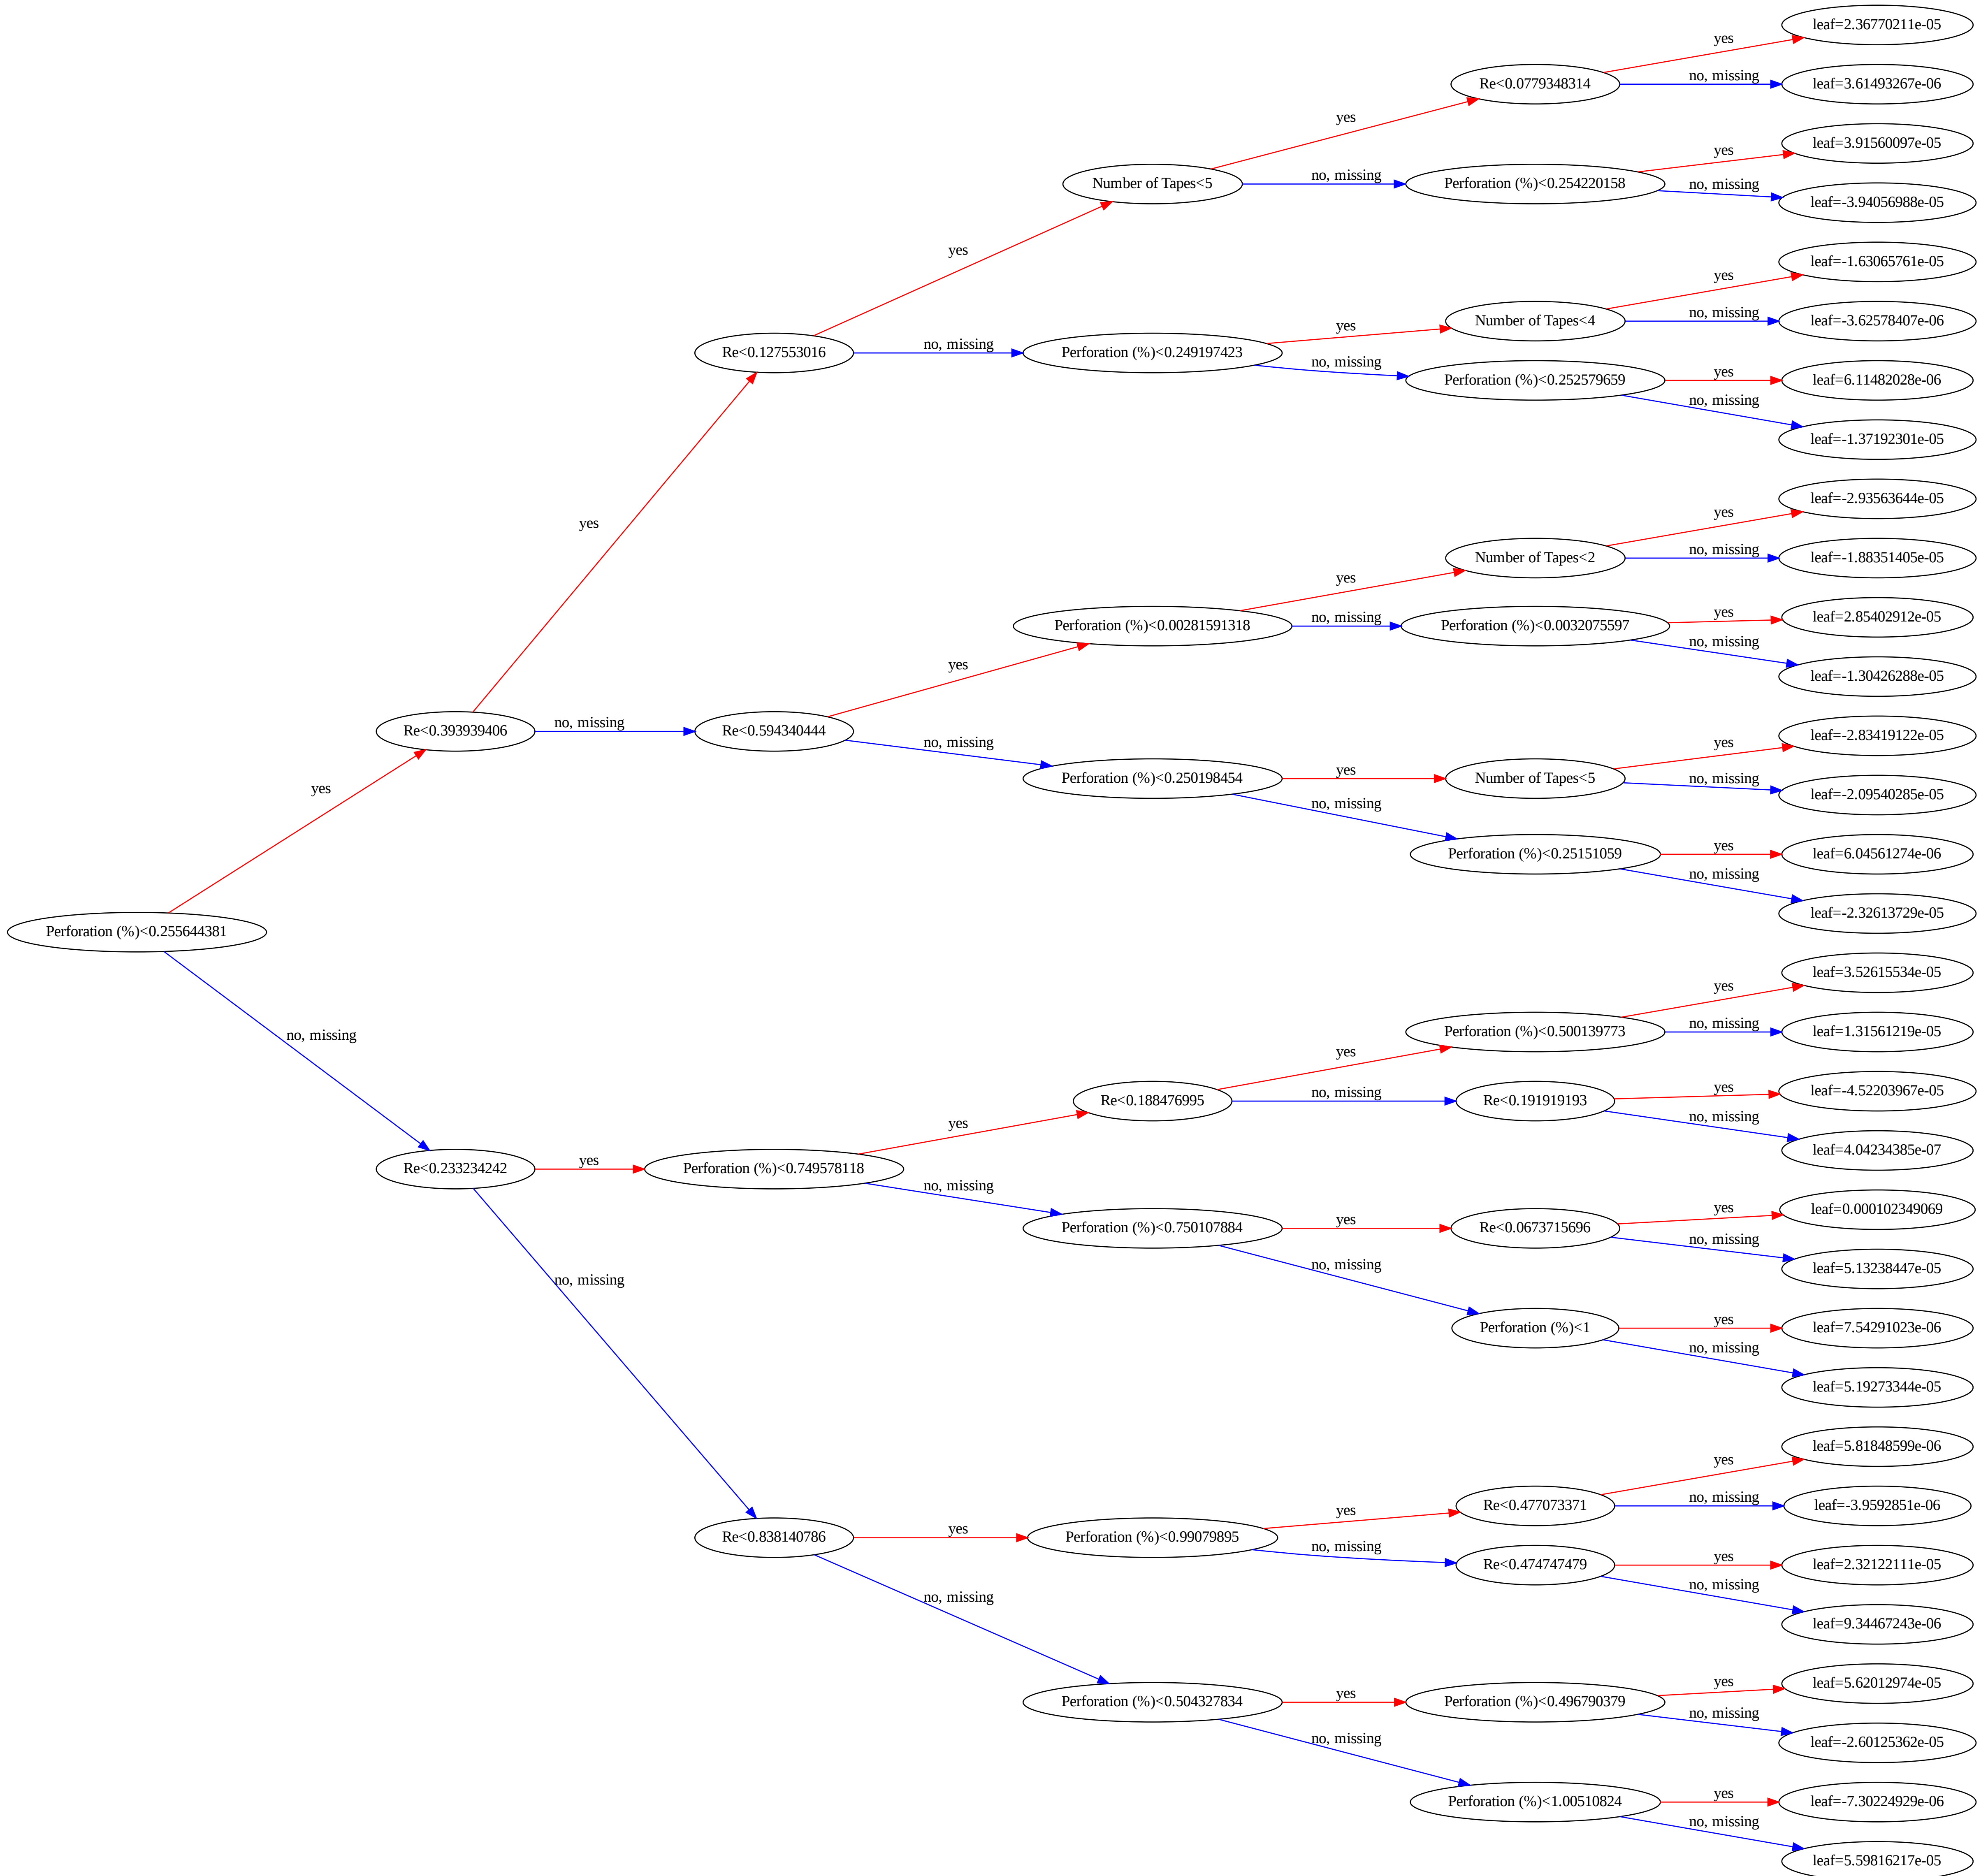 leaf=2.36770211e-05
yes
Re<0.0779348314
no, missing
leaf=3.61493267e-06
yes
leaf=3.91560097e-05
yes
Number of Tapes<5
no, missing
Perforation (%)<0.254220158
no, missing
leaf=-3.94056988e-05
yes
leaf=-1.63065761e-05
yes
Number of Tapes<4
no, missing
leaf=-3.62578407e-06
Re<0.127553016
no, missing
Perforation (%)<0.249197423
yes
no, missing
Perforation (%)<0.252579659
yes
leaf=6.11482028e-06
no, missing
leaf=-1.37192301e-05
yes
leaf=-2.93563644e-05
yes
Number of Tapes<2
no, missing
leaf=-1.88351405e-05
yes
Perforation (%)<0.00281591318
no, missing
Perforation (%)<0.0032075597
yes
leaf=2.85402912e-05
no, missing
leaf=-1.30426288e-05
yes
Re<0.393939406
no, missing
Re<0.594340444
no, missing
leaf=-2.83419122e-05
yes
Perforation (%)<0.250198454
yes
Number of Tapes<5
no, missing
leaf=-2.09540285e-05
yes
no, missing
Perforation (%)<0.25151059
yes
leaf=6.04561274e-06
no, missing
leaf=-2.32613729e-05
Perforation (%)<0.255644381
leaf=3.52615534e-05
yes
no, missing
Perforation (%)<0.500139773
no, missing
leaf=1.31561219e-05
yes
Re<0.188476995
no, missing
Re<0.191919193
yes
leaf=-4.52203967e-05
yes
no, missing
leaf=4.04234385e-07
Re<0.233234242
yes
Perforation (%)<0.749578118
no, missing
yes
leaf=0.000102349069
Perforation (%)<0.750107884
yes
Re<0.0673715696
no, missing
leaf=5.13238447e-05
no, missing
no, missing
Perforation (%)<1
yes
leaf=7.54291023e-06
no, missing
leaf=5.19273344e-05
leaf=5.81848599e-06
yes
yes
Re<0.477073371
no, missing
leaf=-3.9592851e-06
Re<0.838140786
yes
Perforation (%)<0.99079895
no, missing
Re<0.474747479
yes
leaf=2.32122111e-05
no, missing
no, missing
leaf=9.34467243e-06
yes
leaf=5.62012974e-05
Perforation (%)<0.504327834
yes
Perforation (%)<0.496790379
no, missing
leaf=-2.60125362e-05
no, missing
Perforation (%)<1.00510824
yes
leaf=-7.30224929e-06
no, missing
leaf=5.59816217e-05